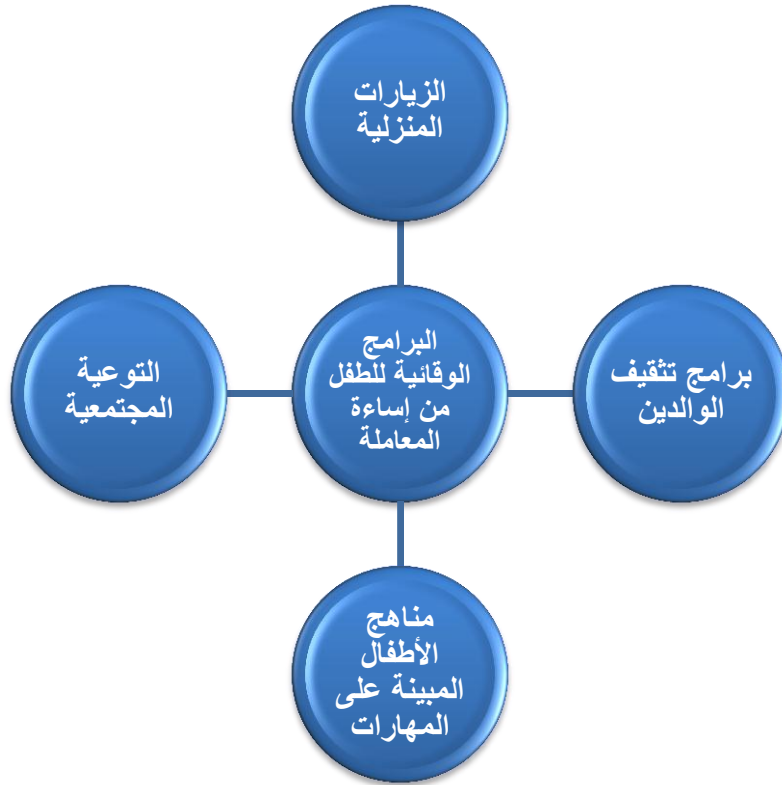 الزيارات
المنزلية
برامج تثقيف
الوالدين
البرامج
الوقائية للطفل
من إساءة
المعاملة
التوعية
المجتمعية
مناهج
الأطفال
المبينة على
المهارات